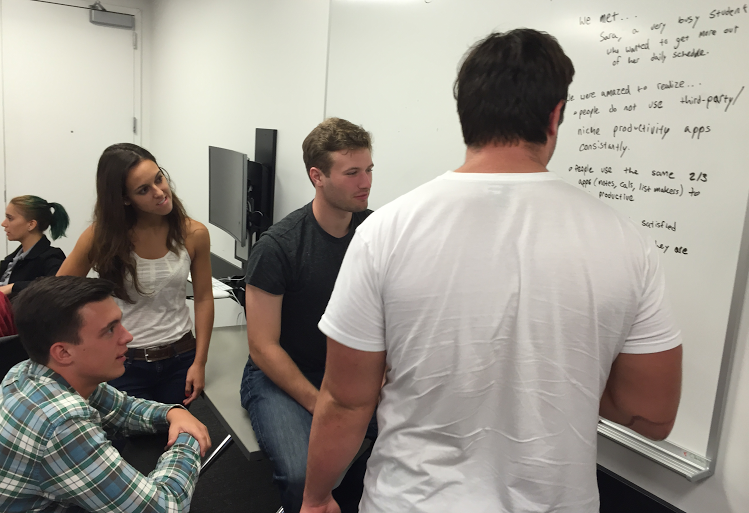 We met...
Sara, a very busy student
who wanted to get more out
of her daily schedule.
were amazed to realize...
• people do not use third-party/
niche productivity apps
consistently.
• People use the same 2/3
apps (notes, cals, list makers) to
productive
satisfied
they are